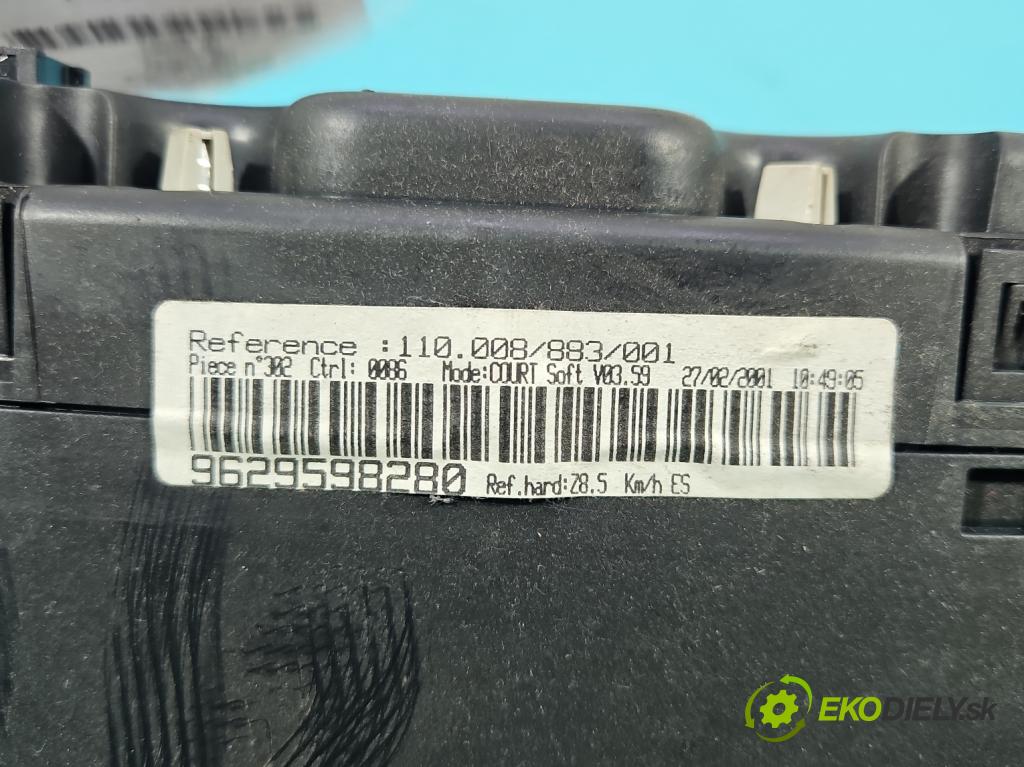 Reference :110.008/883/001
Piece n°302 Ctrl: 0086 Mode:COURT Soft V03.59 27/02/2001 10:49:05
9629598280 Ref.hard:28.5 Km/h ES
EKODIELY.sk